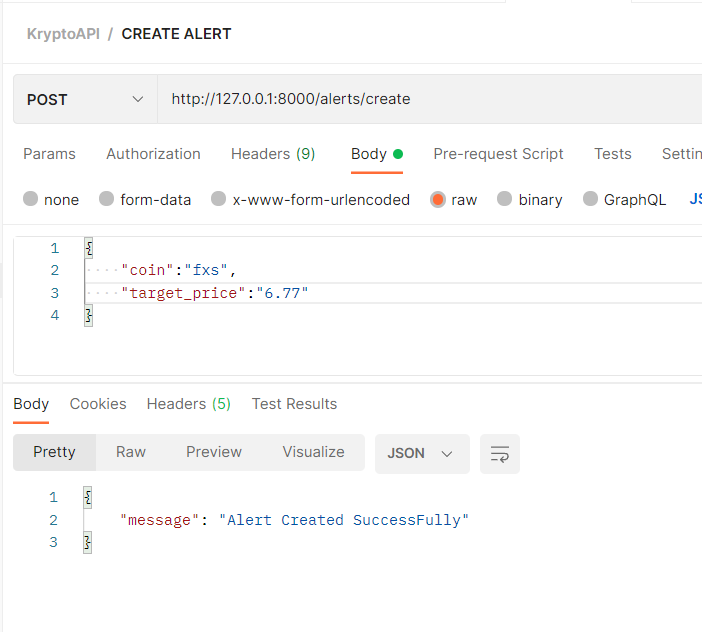 KryptoAPI / CREATE ALERT
POST http://127.0.0.1:8000/alerts/create
Params Authorization Headers (9) Body Pre-request Script Tests Settin
none form-data x-www-form-urlencoded raw binary GraphQL JS
1 {
2 ····"coin":"fxs",
3 ····"target_price":"6.77"
4 }
Body Cookies Headers (5) Test Results
Pretty Raw Preview Visualize JSON
1 {
2 "message": "Alert Created SuccessFully"
3 }